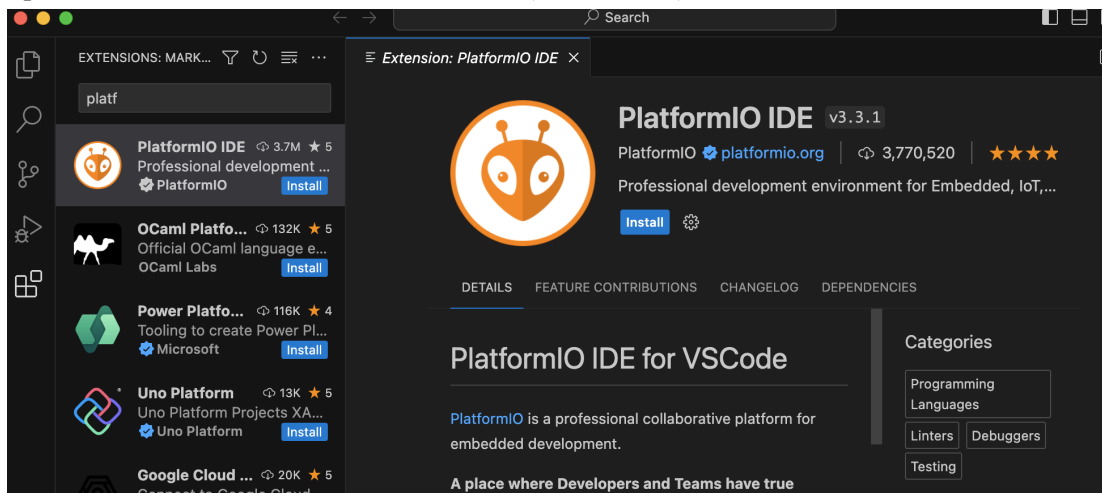 Search
EXTENSIONS: MARK...
platf
PlatformIO IDE 3.7M ★ 5
Professional development ...
PlatformIO Install
OCaml Platfo... 132K ★ 5
Official OCaml language e...
OCaml Labs Install
Power Platfo... 116K ★ 4
Tooling to create Power Pl...
Microsoft Install
Uno Platform 13K ★ 5
Uno Platform Projects XA...
Uno Platform Install
Google Cloud ... 20K ★ 5
Extension: PlatformIO IDE
PlatformIO IDE v3.3.1
PlatformIO platformio.org | 3,770,520 | ★★★★
Professional development environment for Embedded, IoT,...
Install
DETAILS FEATURE CONTRIBUTIONS CHANGELOG DEPENDENCIES
PlatformIO IDE for VSCode
PlatformIO is a professional collaborative platform for
embedded development.
A place where Developers and Teams have true
Categories
Programming
Languages
Linters Debuggers
Testing